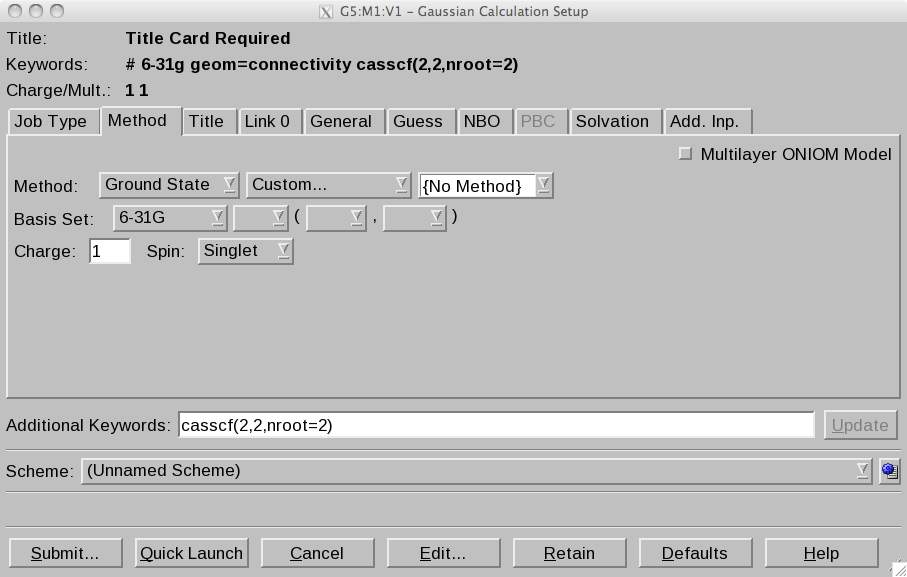 G5:M1:V1 – Gaussian Calculation Setup
Title: Title Card Required
Keywords: # 6-31g geom=connectivity casscf(2,2,nroot=2)
Charge/Mult.: 1 1
Job Type Method Title Link 0 General Guess NBO PBC Solvation Add. Inp.
Multilayer ONIOM Model
Method: Ground State Custom... {No Method}
Basis Set: 6-31G ( , )
Charge: 1 Spin: Singlet
Additional Keywords: casscf(2,2,nroot=2) Update
Scheme: (Unnamed Scheme)
Submit... Quick Launch Cancel Edit... Retain Defaults Help